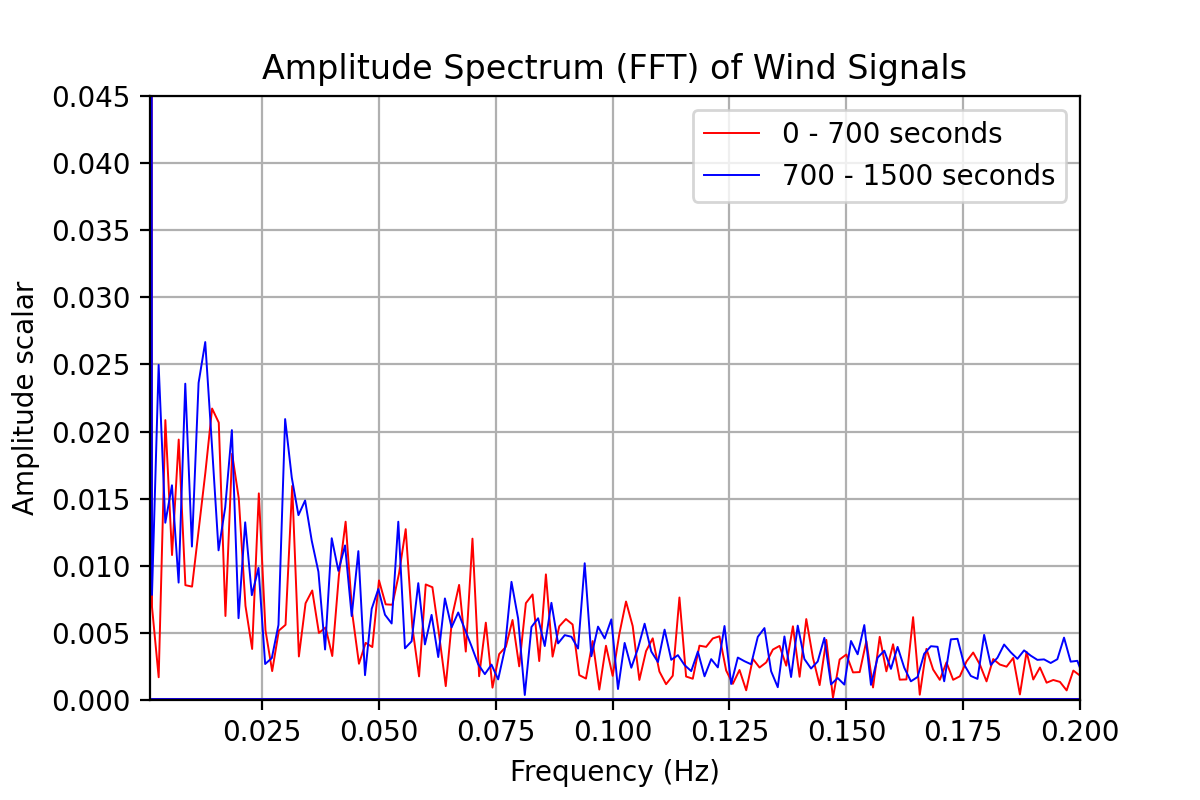 Amplitude Spectrum (FFT) of Wind Signals
0.045
0.040
0.035
0.030
0.025
0.020
0.015
0.010
0.005
0.000
Amplitude scalar
0 - 700 seconds
700 - 1500 seconds
0.025 0.050 0.075 0.100 0.125 0.150 0.175 0.200
Frequency (Hz)